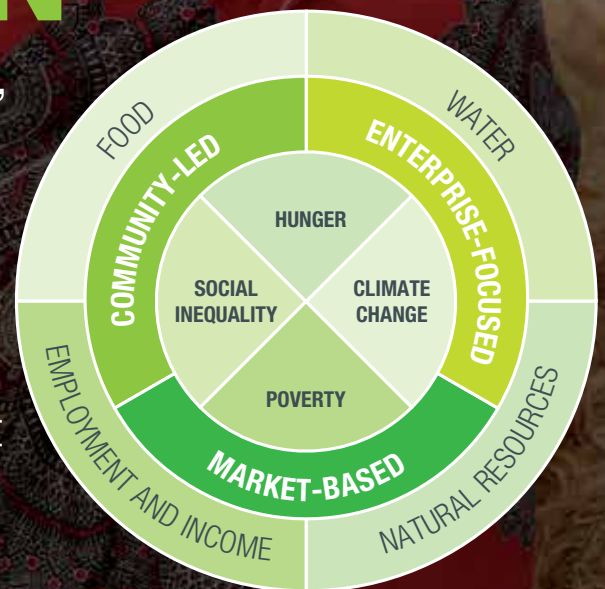 N
FOOD
WATER
COMMUNITY-LED
ENTERPRISE-FOCUSED
HUNGER
SOCIAL
INEQUALITY
CLIMATE
CHANGE
POVERTY
MARKET-BASED
EMPLOYMENT AND INCOME
NATURAL RESOURCES